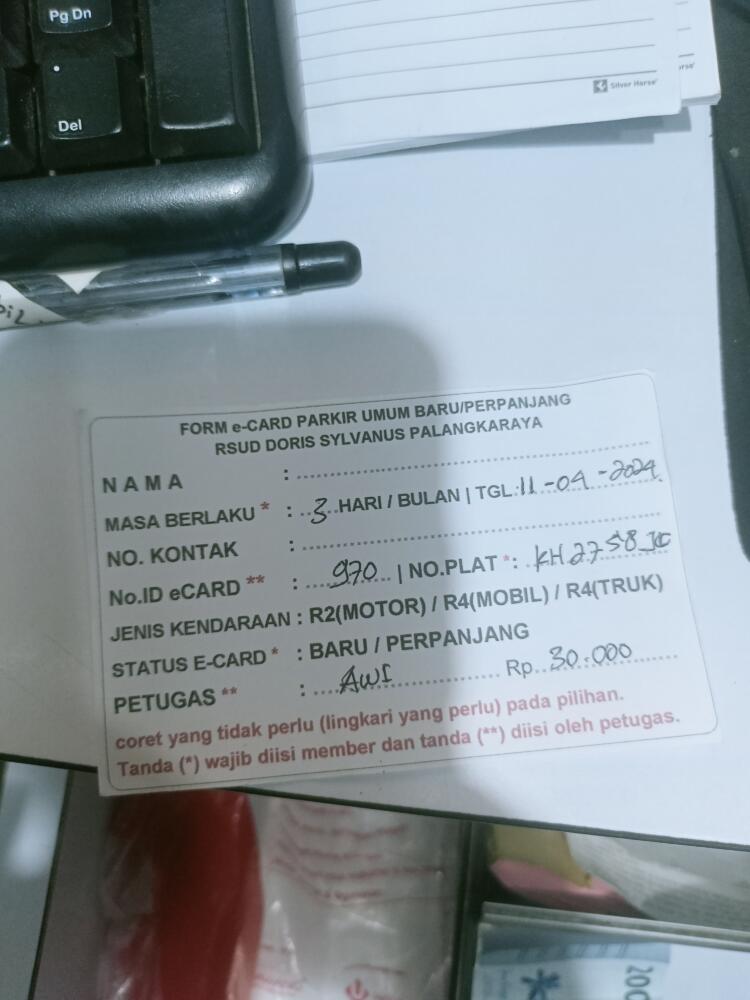 Pg Dn
Del
Silver Horse
FORM e-CARD PARKIR UMUM BARU/PERPANJANG
RSUD DORIS SYLVANUS PALANGKARAYA
NAMA :
MASA BERLAKU * : 3 HARI / BULAN | TGL: 11-04-2024
NO. KONTAK :
No.ID eCARD ** : 970 | NO.PLAT *: KH 2758
JENIS KENDARAAN : R2(MOTOR) / R4(MOBIL) / R4(TRUK)
STATUS E-CARD * : BARU / PERPANJANG
PETUGAS ** : AWI Rp. 30.000
coret yang tidak perlu (lingkari yang perlu) pada pilihan.
Tanda (*) wajib diisi member dan tanda (**) diisi oleh petugas.